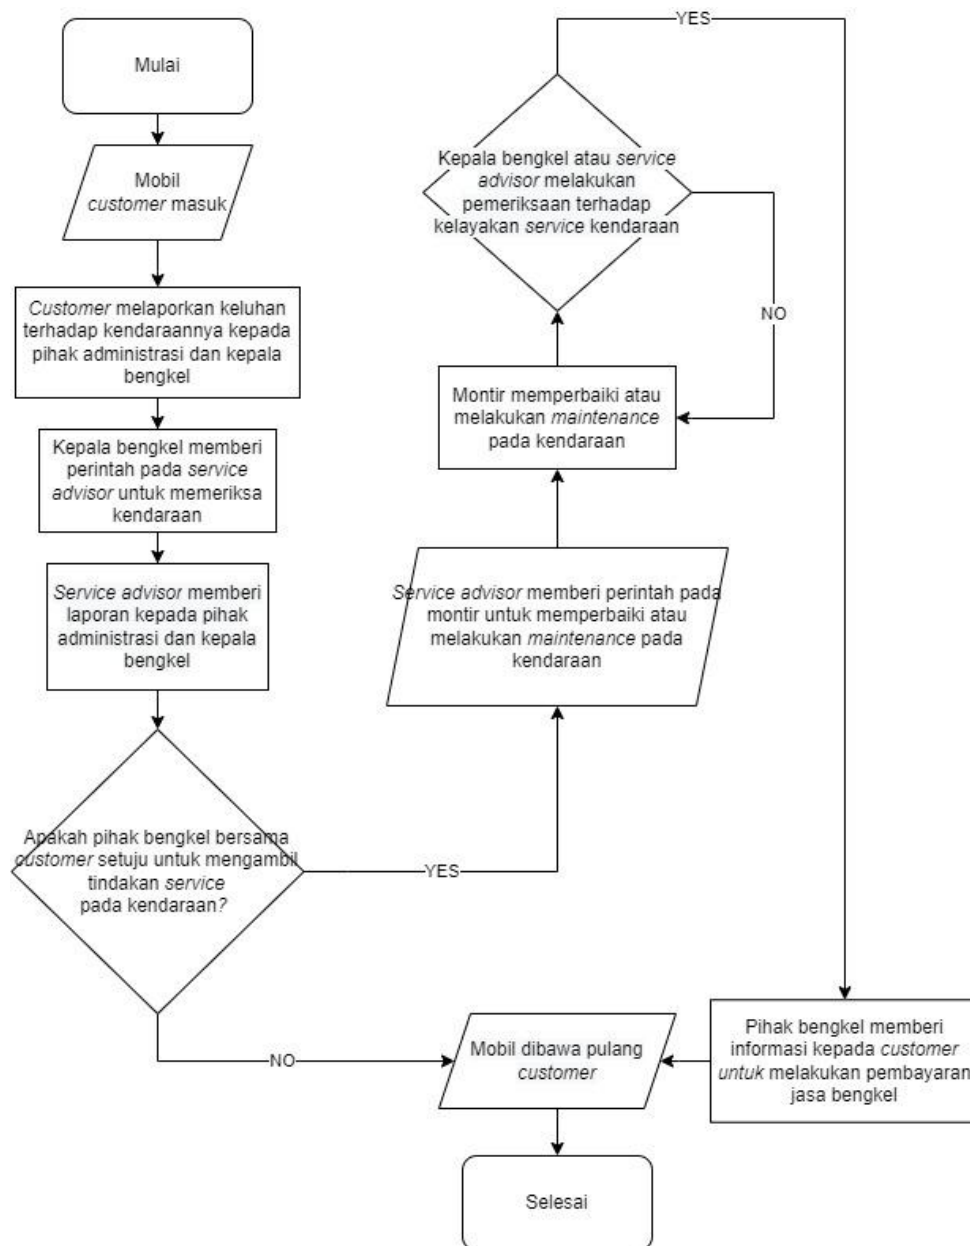 Mulai
Mobil
customer masuk
Customer melaporkan keluhan
terhadap kendaraannya kepada
pihak administrasi dan kepala
bengkel
Kepala bengkel memberi
perintah pada service
advisor untuk memeriksa
kendaraan
Service advisor memberi
laporan kepada pihak
administrasi dan kepala
bengkel
Apakah pihak bengkel bersama
customer setuju untuk mengambil
tindakan service
pada kendaraan?
YES
NO
Service advisor memberi perintah pada
montir untuk memperbaiki atau
melakukan maintenance pada
kendaraan
Montir memperbaiki atau
melakukan maintenance
pada kendaraan
Kepala bengkel atau service
advisor melakukan
pemeriksaan terhadap
kelayakan service kendaraan
NO
YES
Pihak bengkel memberi
informasi kepada customer
untuk melakukan pembayaran
jasa bengkel
Mobil dibawa pulang
customer
Selesai